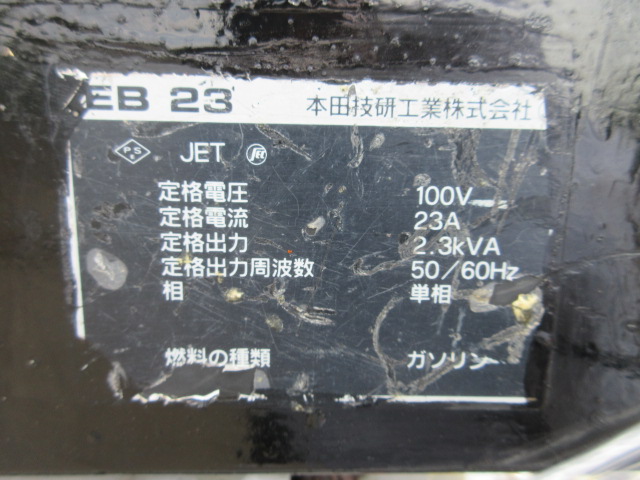 EB 23 本田技研工業株式会社
PSE JET JET
定格電圧 100V
定格電流 23A
定格出力 2.3kVA
定格出力周波数 50/60Hz
相 単相
燃料の種類 ガソリン